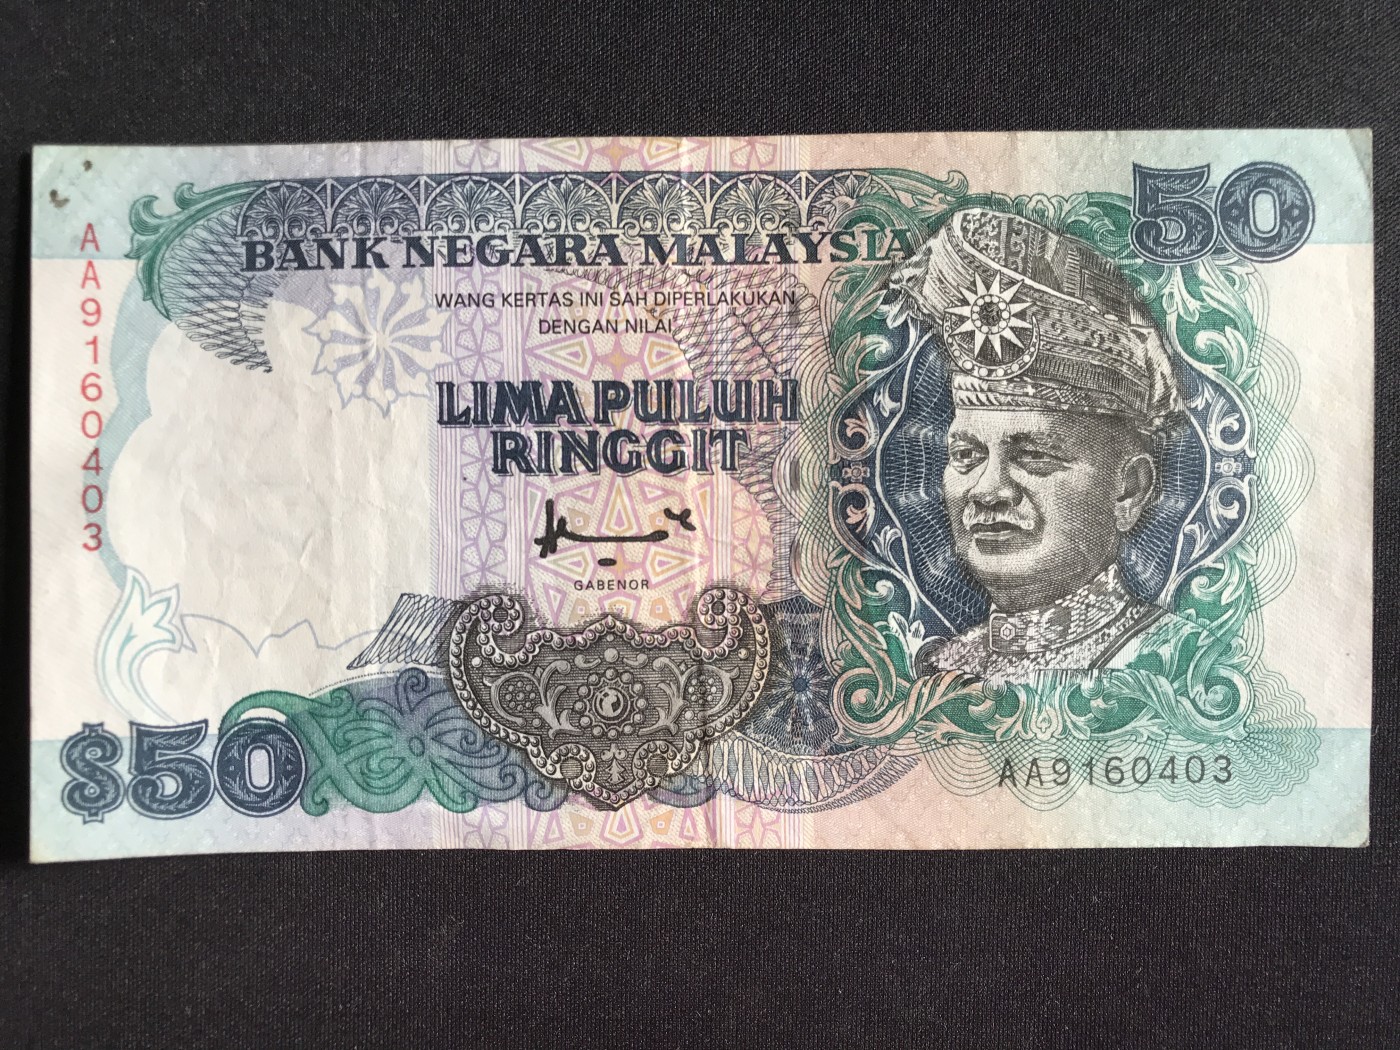 50
BANK NEGARA MALAYSIA
AA9160403
WANG KERTAS INI SAH DIPERLAKUKAN
DENGAN NILAI
LIMA PULUH
RINGGIT
GABENOR
$50
AA9160403